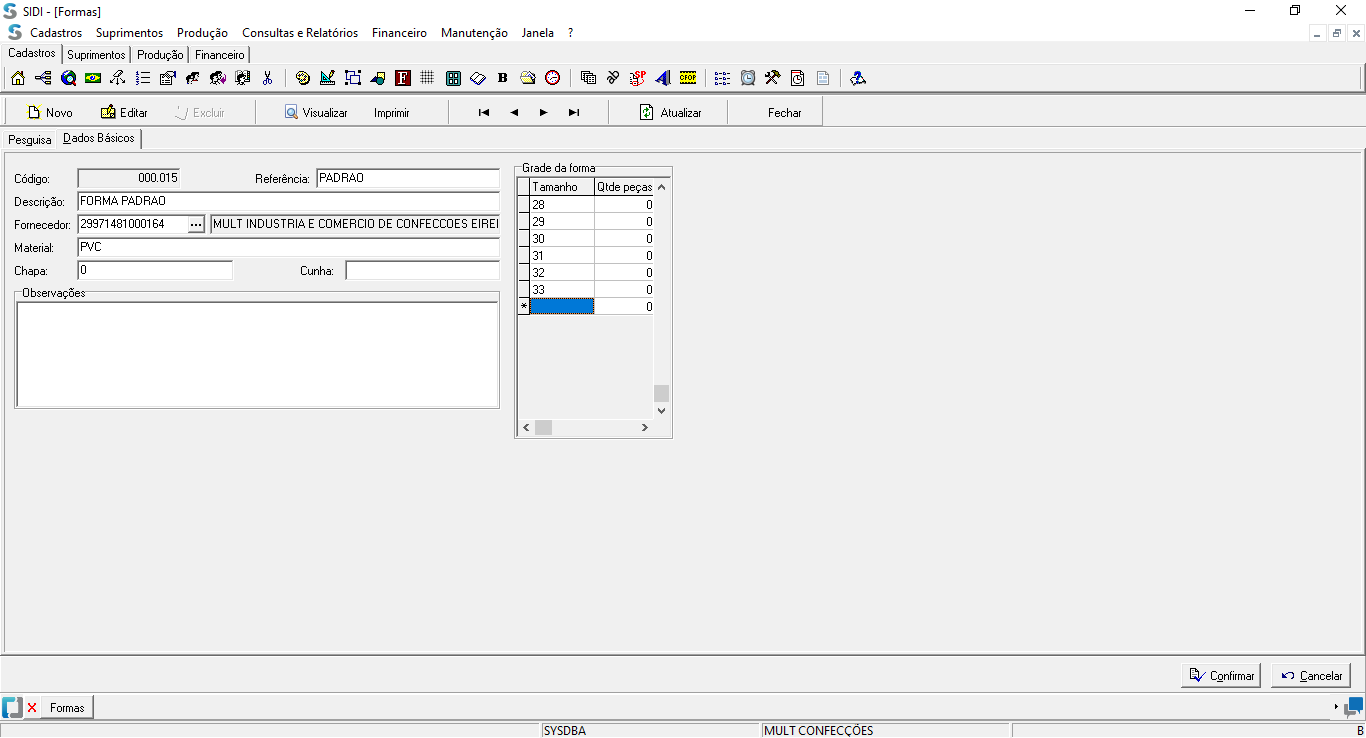 SIDI - [Formas]
Cadastros Suprimentos Produção Consultas e Relatórios Financeiro Manutenção Janela ?
Cadastros Suprimentos Produção Financeiro
F B SP CFOP
Novo Editar Excluir Visualizar Imprimir Atualizar Fechar
Pesquisa Dados Básicos
Código: 000.015 Referência: PADRAO
Descrição: FORMA PADRAO
Fornecedor: 29971481000164 ... MULT INDUSTRIA E COMERCIO DE CONFECCOES EIREI
Material: PVC
Chapa: 0 Cunha:
Observações
Grade da forma
Tamanho Qtde peças
28 0
29 0
30 0
31 0
32 0
33 0
* 0
Confirmar Cancelar
Formas
SYSDBA MULT CONFECÇÕES B